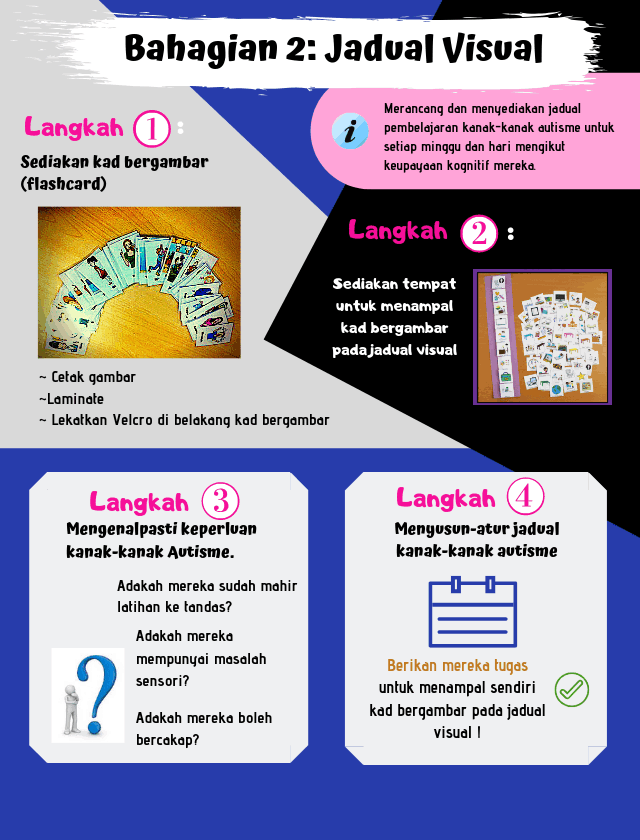 Bahagian 2: Jadual Visual
Merancang dan menyediakan jadual
pembelajaran kanak-kanak autisme untuk
setiap minggu dan hari mengikut
keupayaan kognitif mereka.
Langkah 1 :
Sediakan kad bergambar
(flashcard)
~ Cetak gambar
~Laminate
~ Lekatkan Velcro di belakang kad bergambar
Langkah 2 :
Sediakan tempat
untuk menampal
kad bergambar
pada jadual visual
Langkah 3
Mengenalpasti keperluan
kanak-kanak Autisme.
Adakah mereka sudah mahir
latihan ke tandas?
Adakah mereka
mempunyai masalah
sensori?
Adakah mereka boleh
bercakap?
Langkah 4
Menyusun-atur jadual
kanak-kanak autisme
Berikan mereka tugas
untuk menampal sendiri
kad bergambar pada jadual
visual !